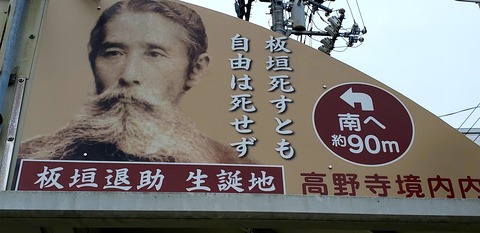 板垣死すとも
自由は死せず
南へ
約90m
板垣退助 生誕地
高野寺境内